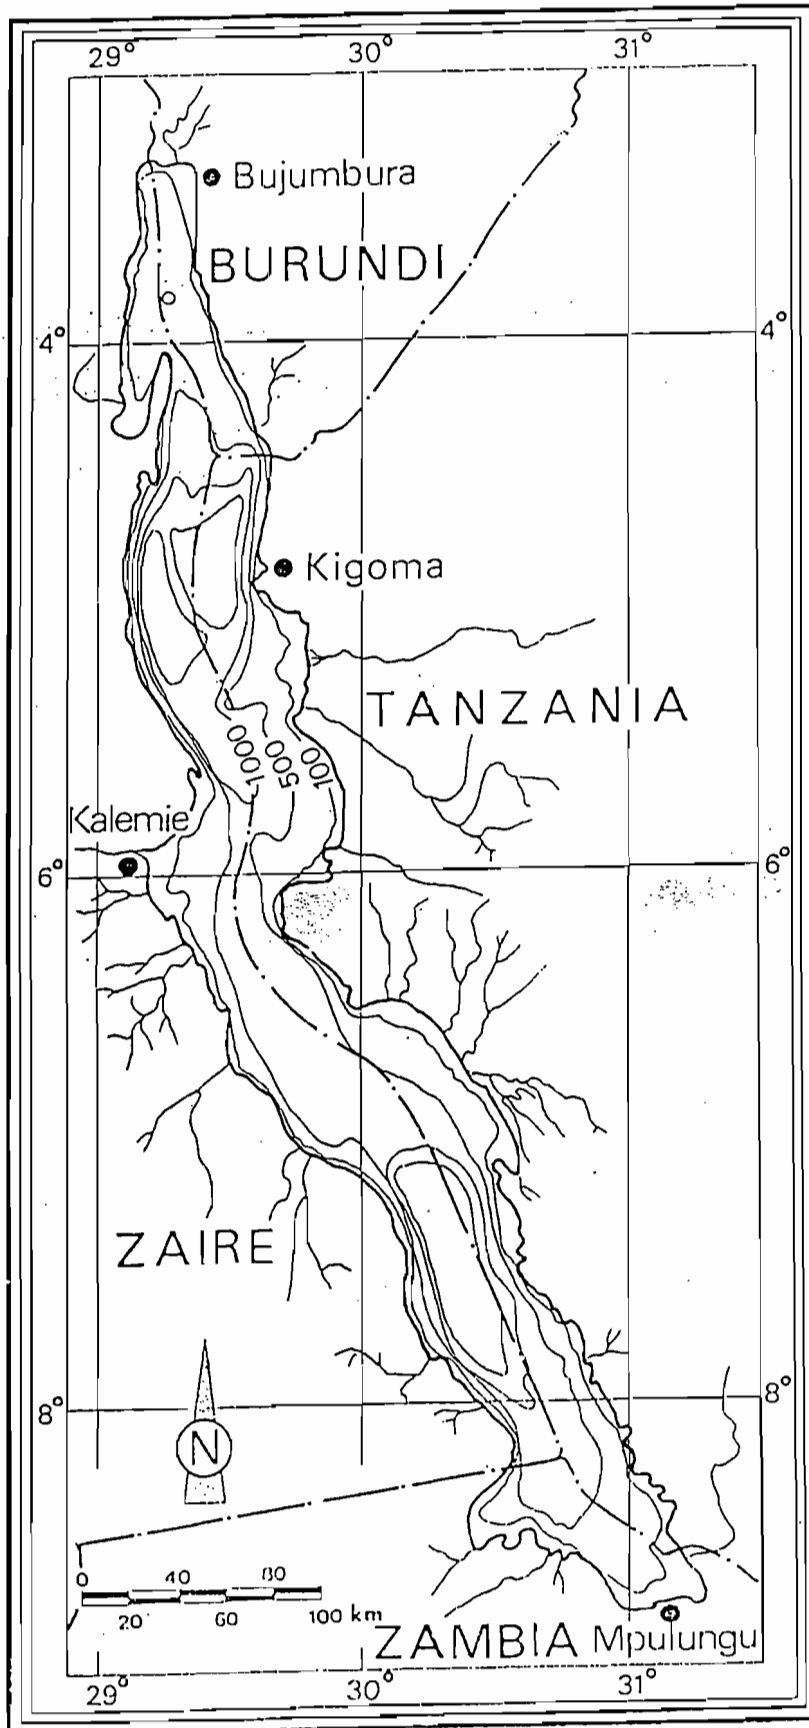 29° 30° 31°
Bujumbura
BURUNDI
4° 4°
Kigoma
TANZANIA
1000 500 100
Kalemie
6° 6°
ZAIRE
8° 8°
N
0 40 80
20 60 100 km
ZAMBIA Mpulungu
29° 30° 31°